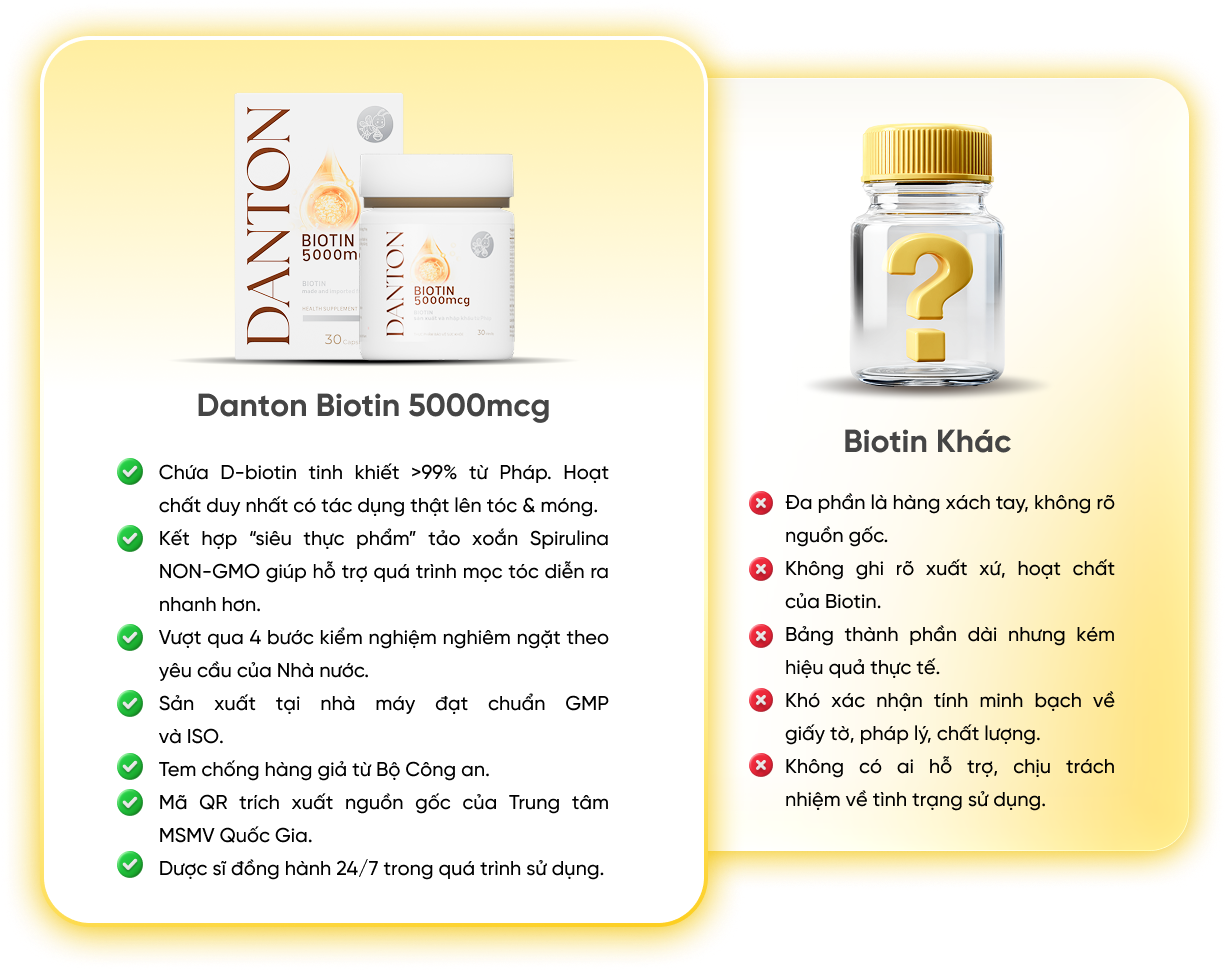 DANTON
BIOTIN
5000mc
BIOTIN
HEALTH SUPPLEMENT
30
DANTON
BIOTIN
5000mcg
30
Danton Biotin 5000mcg
Chứa D-biotin tinh khiết >99% từ Pháp. Hoạt
chất duy nhất có tác dụng thật lên tóc & móng.
Kết hợp “siêu thực phẩm” tảo xoắn Spirulina
NON-GMO giúp hỗ trợ quá trình mọc tóc diễn ra
nhanh hơn.
Vượt qua 4 bước kiểm nghiệm nghiêm ngặt theo
yêu cầu của Nhà nước.
Sản xuất tại nhà máy đạt chuẩn GMP
và ISO.
Tem chống hàng giả từ Bộ Công an.
Mã QR trích xuất nguồn gốc của Trung tâm
MSMV Quốc Gia.
Dược sĩ đồng hành 24/7 trong quá trình sử dụng.
Biotin Khác
Đa phần là hàng xách tay, không rõ
nguồn gốc.
Không ghi rõ xuất xứ, hoạt chất
của Biotin.
Bảng thành phần dài nhưng kém
hiệu quả thực tế.
Khó xác nhận tính minh bạch về
giấy tờ, pháp lý, chất lượng.
Không có ai hỗ trợ, chịu trách
nhiệm về tình trạng sử dụng.